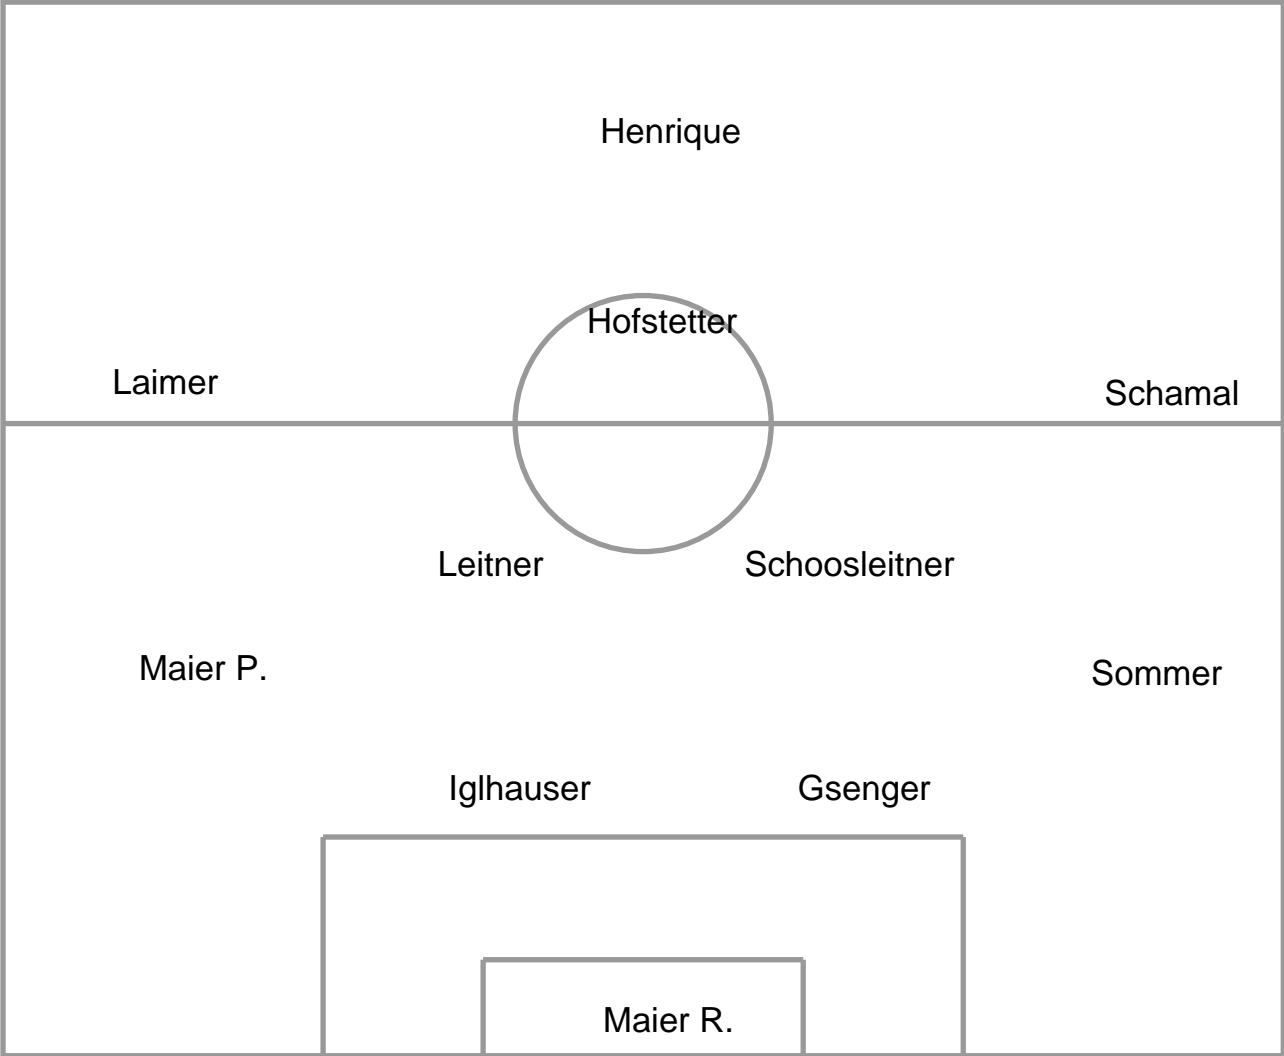 Henrique
Hofstetter
Laimer
Schamal
Leitner
Schoosleitner
Maier P.
Sommer
Iglhauser
Gsenger
Maier R.